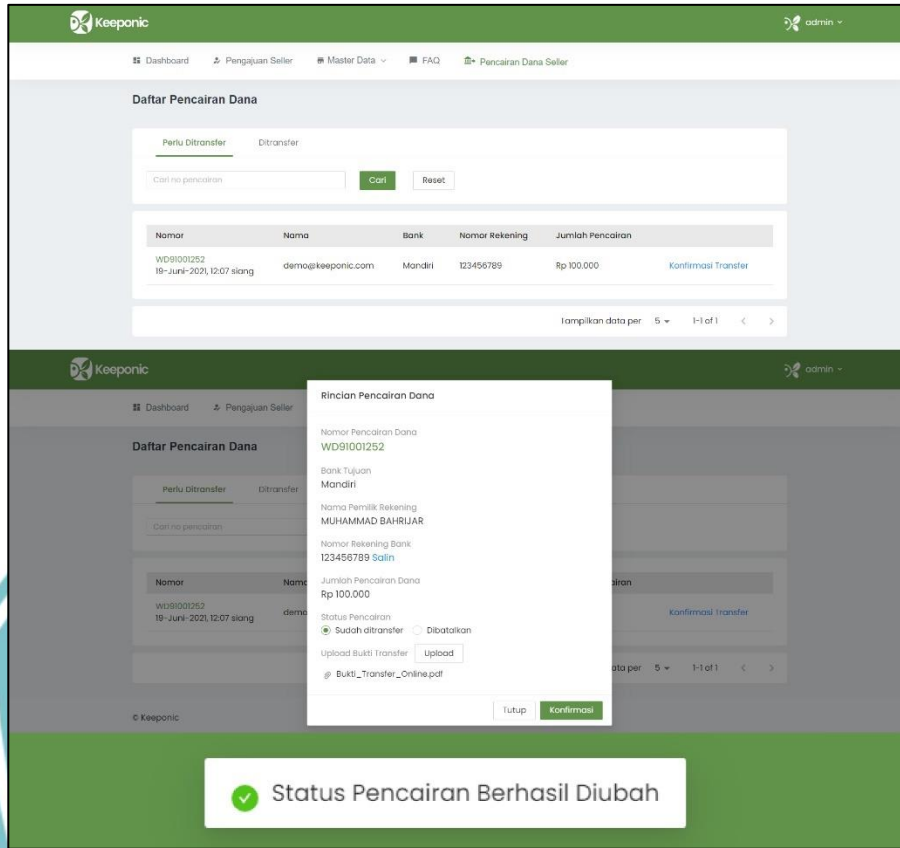 Keeponic
admin
Dashboard Pengajuan Seller Master Data FAQ Pencairan Dana Seller
Daftar Pencairan Dana
Perlu Ditransfer Ditransfer
Cari no pencairan Cari Reset
Nomor Nama Bank Nomor Rekening Jumlah Pencairan
WD91001252
19-Juni-2021, 12:07 siang demo@keeponic.com Mandiri 123456789 Rp 100.000 Konfirmasi Transfer
Tampilkan data per 5 1-1 of 1 < >
Keeponic
admin
Dashboard Pengajuan Seller
Daftar Pencairan Dana
Perlu Ditransfer Ditransfer
Cari no pencairan
Nomor Nama
WD91001252
19-Juni-2021, 12:07 siang demo
iran
Konfirmasi Transfer
ata per 5 1-1 of 1 < >
© Keeponic
Rincian Pencairan Dana
Nomor Pencairan Dana
WD91001252
Bank Tujuan
Mandiri
Nama Pemilik Rekening
MUHAMMAD BAHRIJAR
Nomor Rekening Bank
123456789 Salin
Jumlah Pencairan Dana
Rp 100.000
Status Pencairan
Sudah ditransfer Dibatalkan
Upload Bukti Transfer Upload
Bukti_Transfer_Online.pdf
Tutup Konfirmasi
Status Pencairan Berhasil Diubah